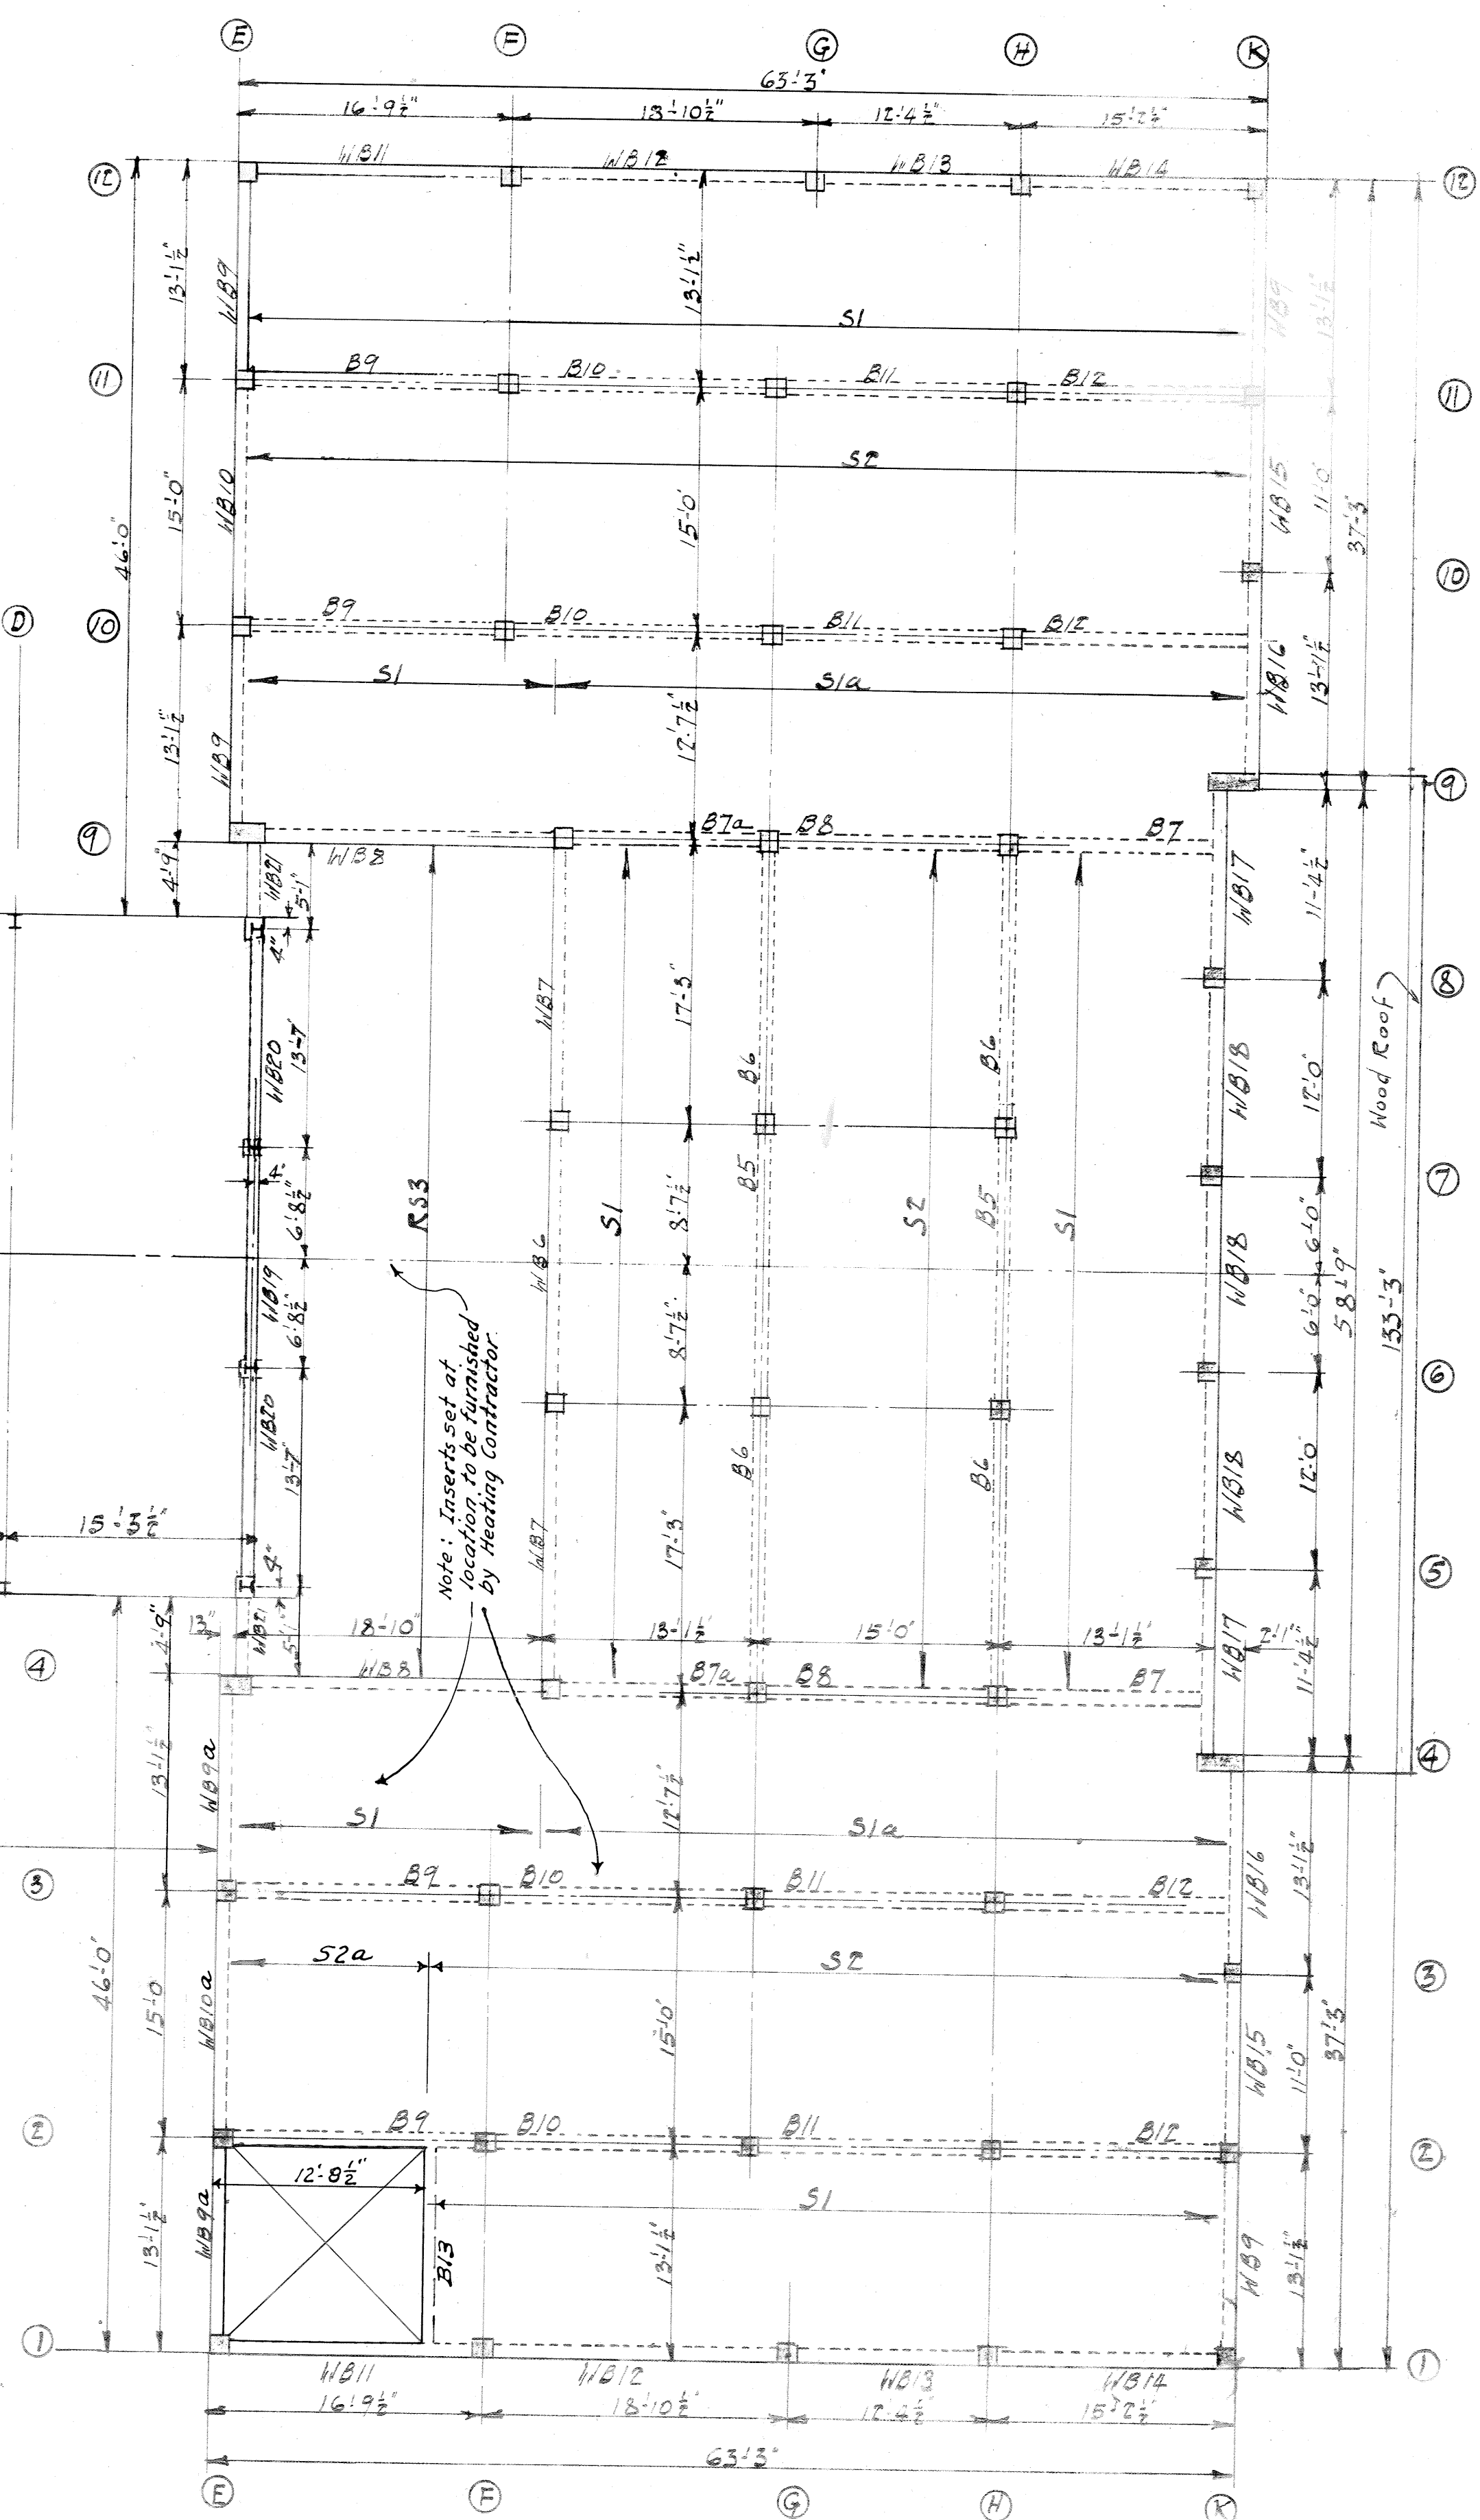 E F G H K
63'-3"
16'-9½" 18'-10½" 12'-4½" 15'-2½"
12 WB11 WB12 WB13 WB14 12
13'-1½" WB9 13'-1½" WB9 13'-1½"
S1
11 B9 B10 B11 B12 11
S2
46'-0" 15'-0" WB10 15'-0" WB15 11'-0" 37'-3"
10
D 10 B9 B10 B11 B12
S1 S1a
13'-1½" WB9 12'-7½" WB16 13'-1½"
9
9 WB8 B7a B8 B7
4'-9" WB21 5'-1"
4"
WB17 11'-4½"
8
WB20 13'-7" WB7 17'-3" B6 B6 WB18 12'-0"
Wood Roof
4"
7
6'-8½" RS3 S1 8'-7½" B5 S2 B5 S1 6'-0"
WB19 WB6 WB18
6'-8½" 8'-7½" 6'-0" 58'-9" 133'-3"
6
Note: Inserts set at
location to be furnished
by Heating Contractor
WB20 13'-7" WB7 17'-3" B6 B6 WB18 12'-0"
15'-3½"
4"
5
4'-9" WB21 5'-1"
13" 18'-10" 13'-1½" 15'-0" 13'-1½" WB17 2'-1" 11'-4½"
4 WB8 B7a B8 B7
4
13'-1½" WB9a 12'-7½" WB16 13'-1½"
S1 S1a
3 B9 B10 B11 B12
S2a S2
3
46'-0" 15'-0 WB10a 15'-0" WB15 11'-0" 37'-3"
2 B9 B10 B11 B12 2
12'-8½"
S1
13'-1½" WB9a B13 13'-1½" WB9 13'-1½"
1 1
WB11 WB12 WB13 WB14
16'-9½" 18'-10½" 12'-4½" 15'-2½"
63'-3"
E F G H K